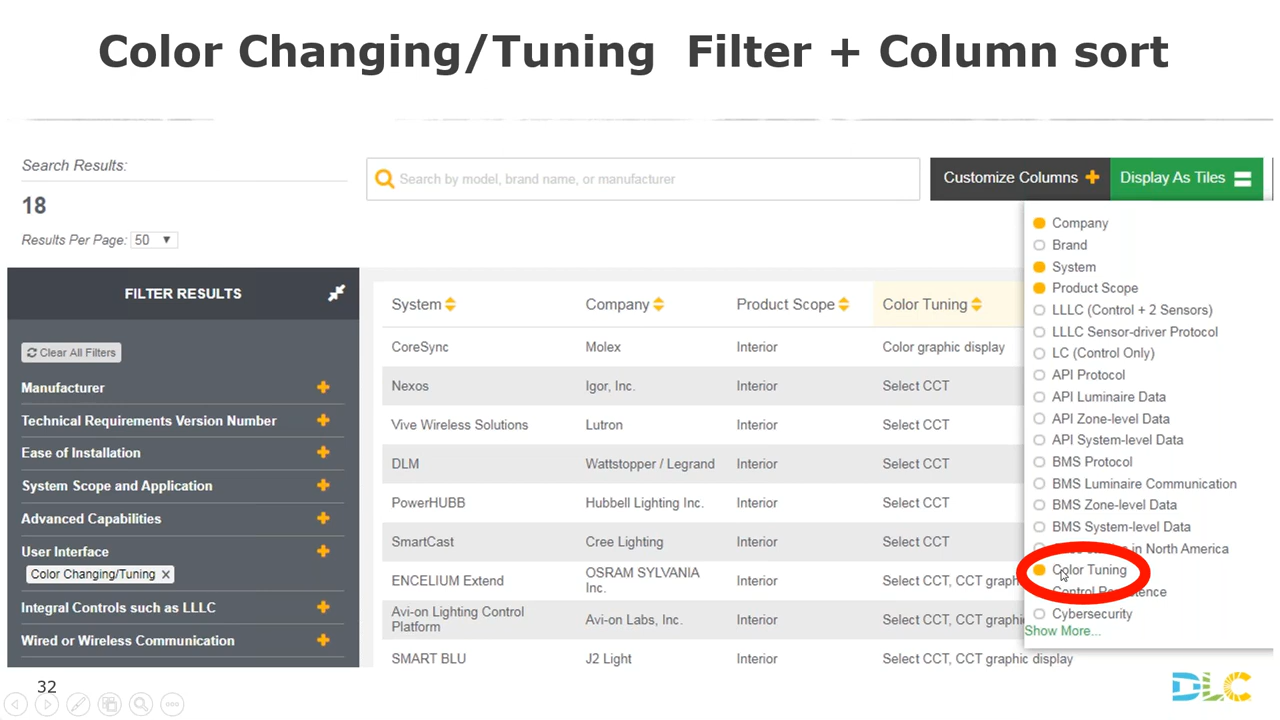 Color Changing/Tuning Filter + Column sort
Search Results:
18
Results Per Page: 50
Search by model, brand name, or manufacturer
Customize Columns
Display As Tiles
Company
Brand
System
Product Scope
LLLC (Control + 2 Sensors)
LLLC Sensor-driver Protocol
LC (Control Only)
API Protocol
API Luminaire Data
API Zone-level Data
API System-level Data
BMS Protocol
BMS Luminaire Communication
BMS Zone-level Data
BMS System-level Data
in North America
Color Tuning
Control
Cybersecurity
Show More...
FILTER RESULTS
Clear All Filters
Manufacturer
Technical Requirements Version Number
Ease of Installation
System Scope and Application
Advanced Capabilities
User Interface
Color Changing/Tuning
Integral Controls such as LLLC
Wired or Wireless Communication
System Company Product Scope Color Tuning
CoreSync Molex Interior Color graphic display
Nexos Igor, Inc. Interior Select CCT
Vive Wireless Solutions Lutron Interior Select CCT
DLM Wattstopper / Legrand Interior Select CCT
PowerHUBB Hubbell Lighting Inc. Interior Select CCT
SmartCast Cree Lighting Interior Select CCT
ENCELIUM Extend OSRAM SYLVANIA Inc. Interior Select CCT, CCT
Avi-on Lighting Control Platform Avi-on Labs, Inc. Interior Select CCT, CCT
SMART BLU J2 Light Interior Select CCT, CCT graphic display
32
DLC